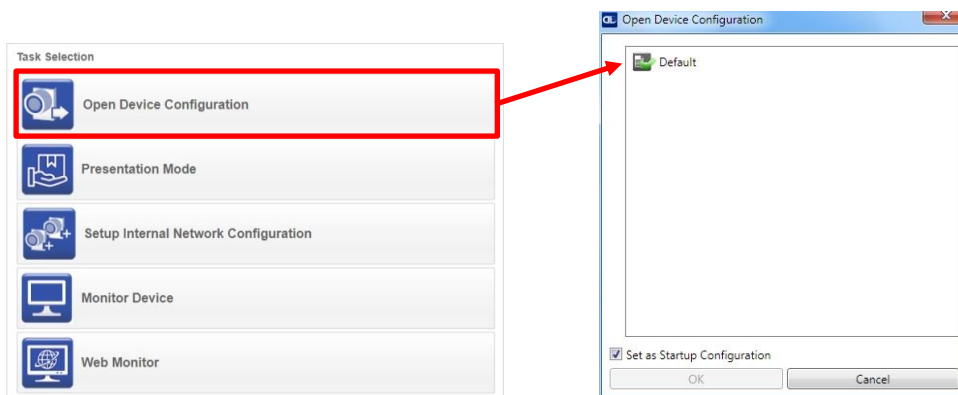 Task Selection
Open Device Configuration
Presentation Mode
Setup Internal Network Configuration
Monitor Device
Web Monitor
DL Open Device Configuration
Default
Set as Startup Configuration
OK Cancel